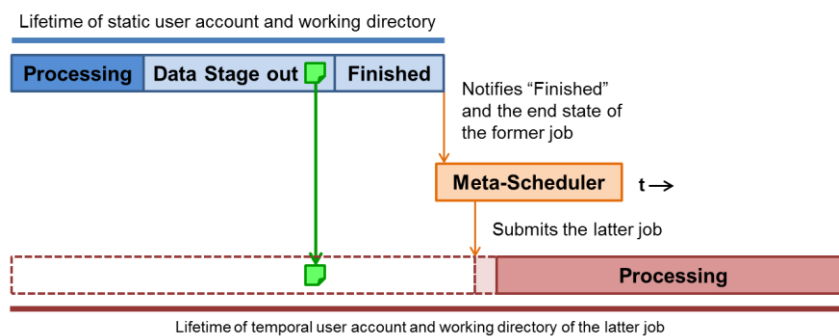 Lifetime of static user account and working directory
Processing Data Stage out Finished
Notifies “Finished”
and the end state of
the former job
Meta-Scheduler t→
Submits the latter job
Processing
Lifetime of temporal user account and working directory of the latter job